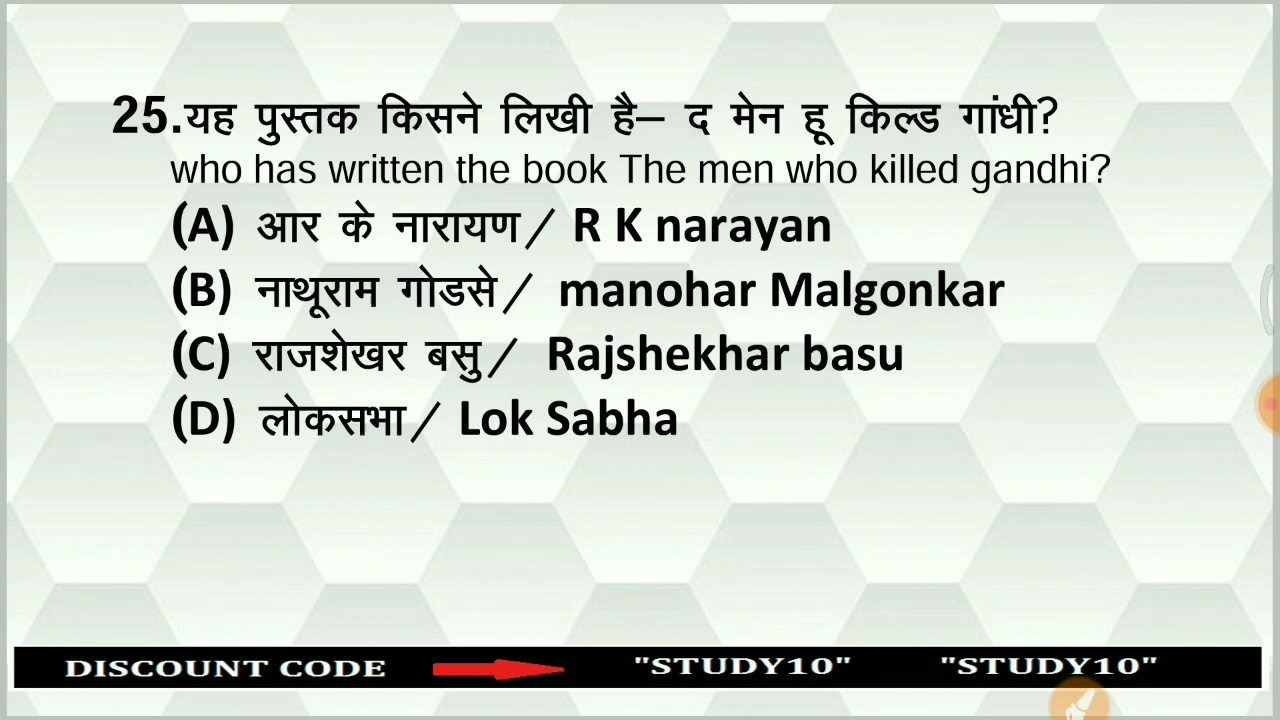 25.यह पुस्तक किसने लिखी है– द मेन हू किल्ड गांधी?
who has written the book The men who killed gandhi?
(A) आर के नारायण/ R K narayan
(B) नाथूराम गोडसे/ manohar Malgonkar
(C) राजशेखर बसु/ Rajshekhar basu
(D) लोकसभा/ Lok Sabha
DISCOUNT CODE "STUDY10" "STUDY10"